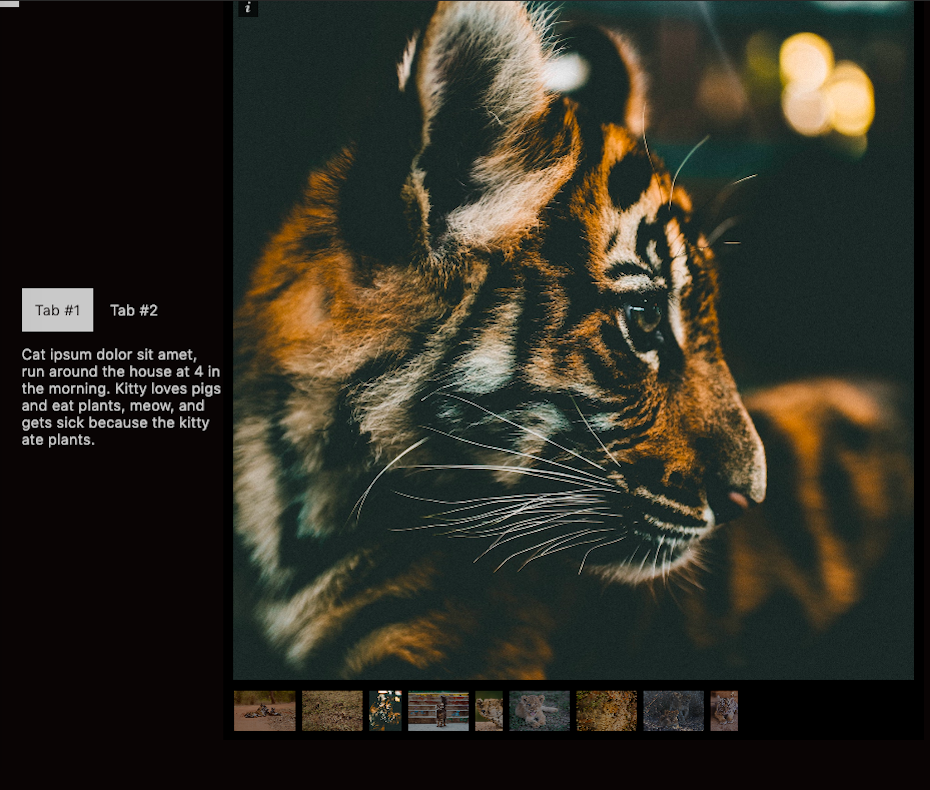 i
Tab #1 Tab #2
Cat ipsum dolor sit amet,
run around the house at 4 in
the morning. Kitty loves pigs
and eat plants, meow, and
gets sick because the kitty
ate plants.